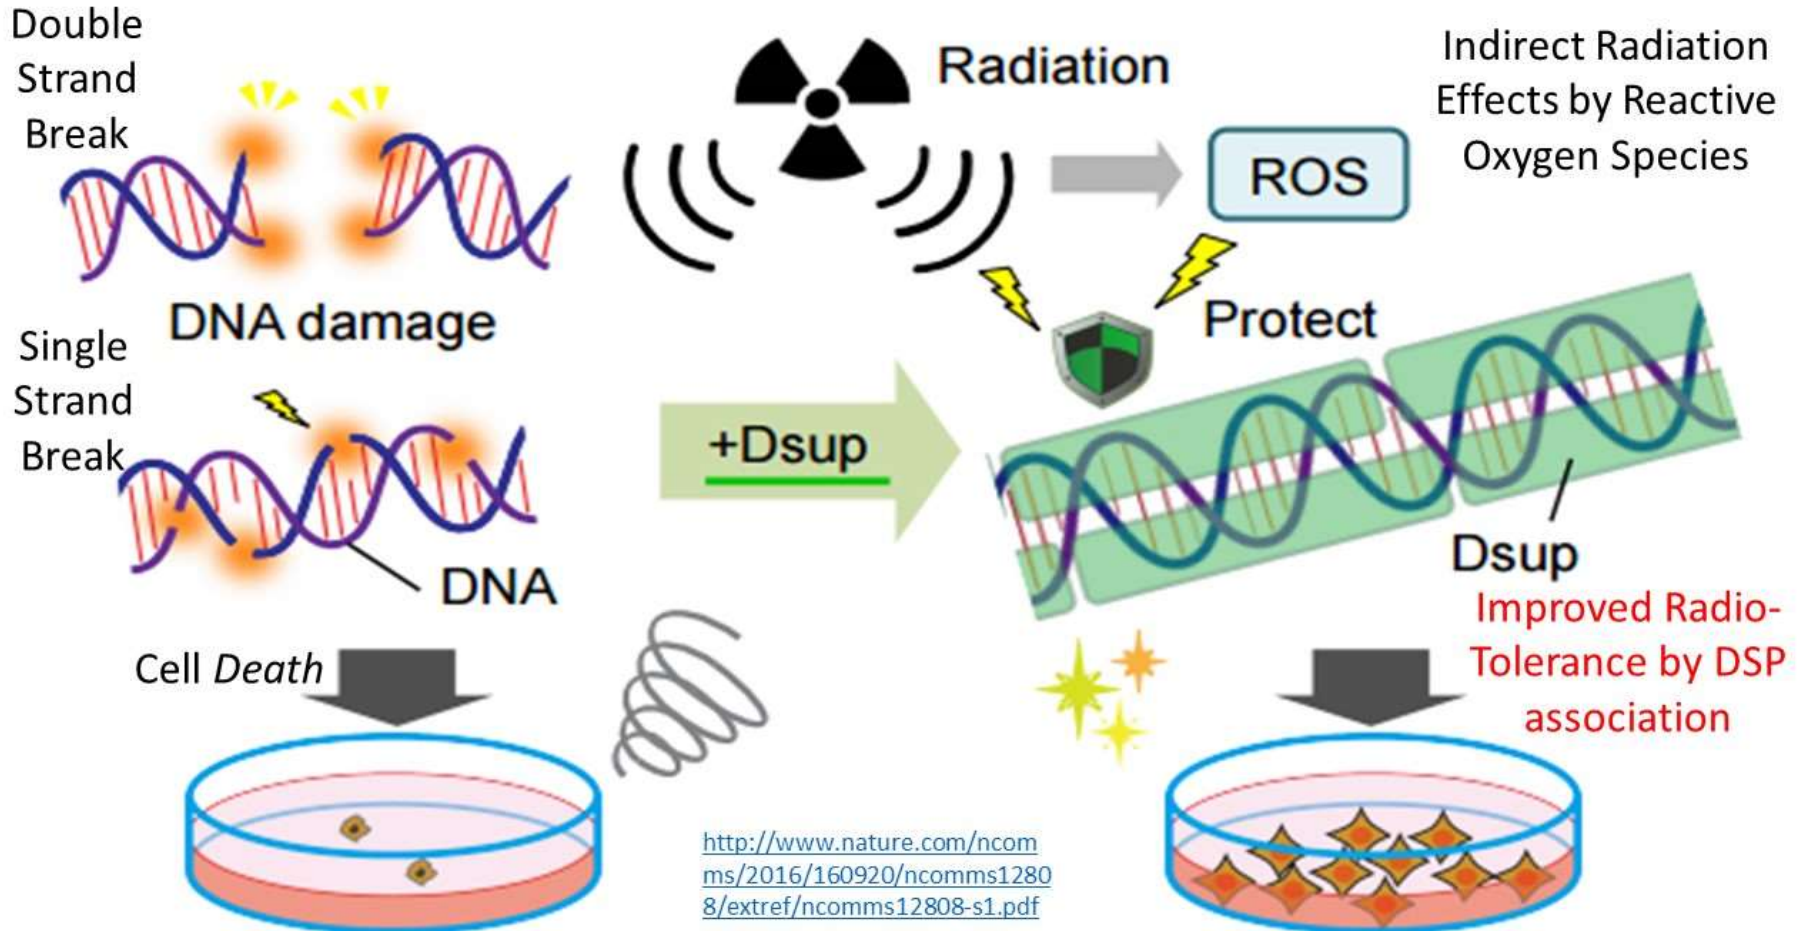 Double
Strand
Break
Radiation
Indirect Radiation
Effects by Reactive
Oxygen Species
ROS
DNA damage
Protect
Single
Strand
Break
+Dsup
DNA
Dsup
Improved Radio-
Tolerance by DSP
association
Cell Death
http://www.nature.com/ncom
ms/2016/160920/ncomms1280
8/extref/ncomms12808-s1.pdf